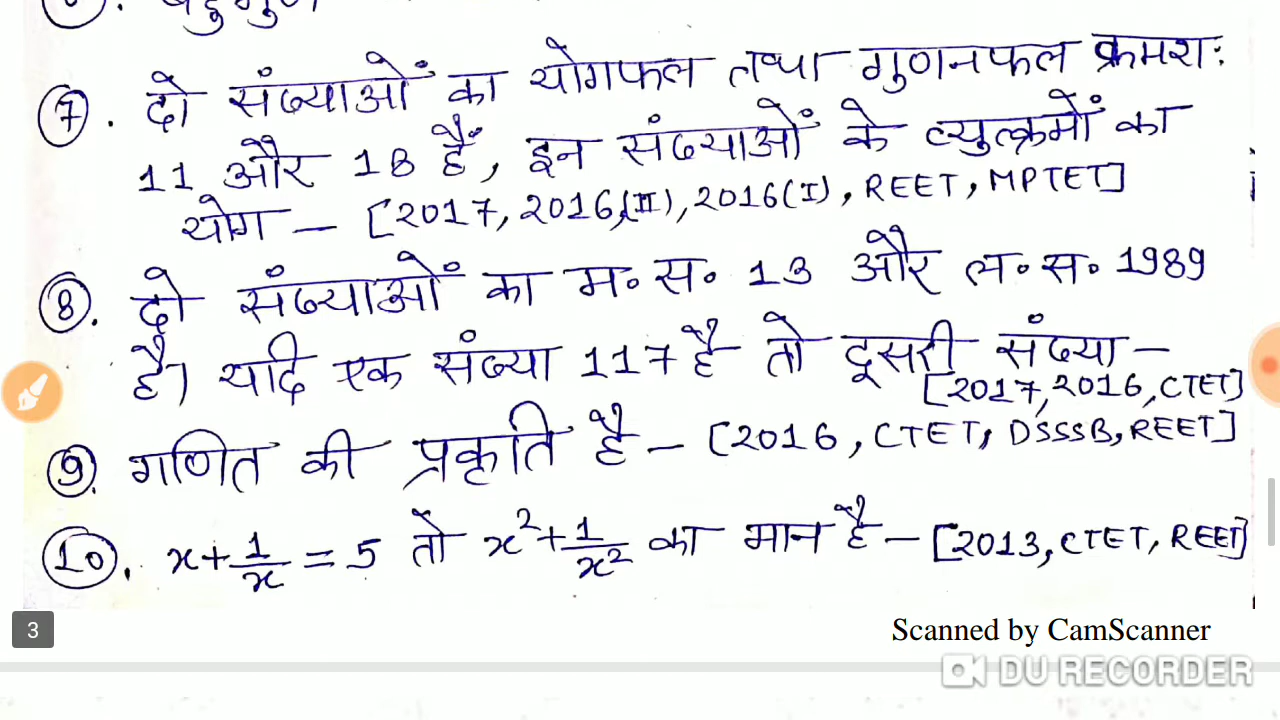 ⑦. दो संख्याओं का योगफल तथा गुणनफल क्रमशः
11 और 18 हैं, इन संख्याओं के व्युत्क्रमों का
योग — [2017, 2016,(II), 2016(I), REET, MPTET]
⑧. दो संख्याओं का म॰ स॰ 13 और ल॰ स॰ 1989
है। यदि एक संख्या 117 है तो दूसरी संख्या —
[2017, 2016, CTET]
⑨. गणित की प्रकृति है — [2016, CTET, DSSSB, REET]
⑩. x + 1/x = 5 तो x² + 1/x² का मान है — [2013, CTET, REET]
3
Scanned by CamScanner
DU RECORDER